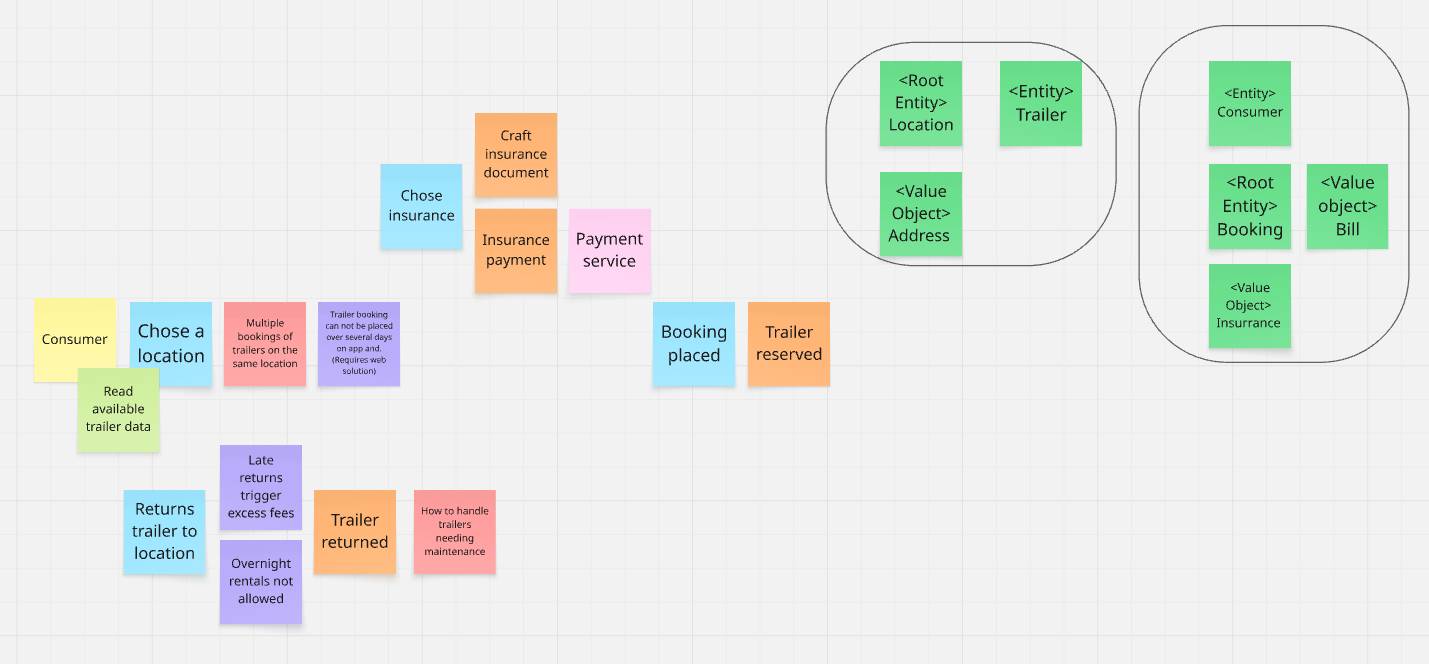 <Root
Entity>
Location
<Entity>
Trailer
<Value
Object>
Address
<Entity>
Consumer
<Root
Entity>
Booking
<Value
object>
Bill
<Value
Object>
Insurrance
Craft
insurance
document
Chose
insurance
Insurance
payment
Payment
service
Consumer
Chose a
location
Multiple
bookings of
trailers on the
same location
Trailer booking
can not be placed
over several days
on app and.
(Requires web
solution)
Booking
placed
Trailer
reserved
Read
available
trailer data
Late
returns
trigger
excess fees
Returns
trailer to
location
Trailer
returned
How to handle
trailers
needing
maintenance
Overnight
rentals not
allowed